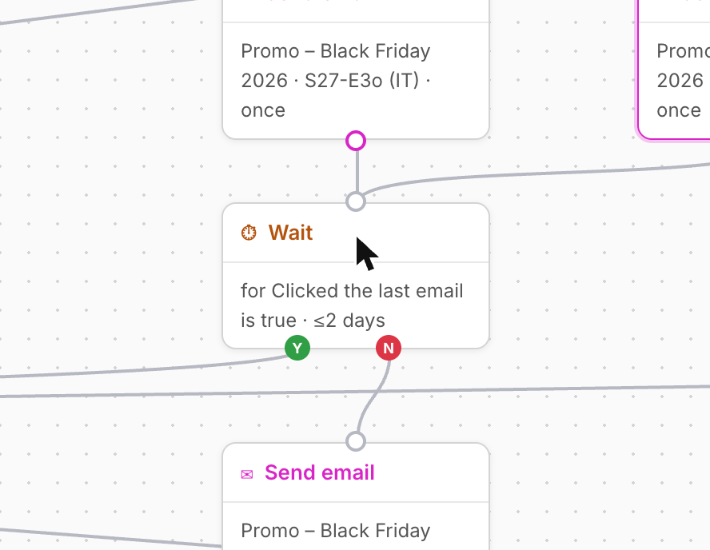 Promo – Black Friday
2026 · S27-E3o (IT) ·
once
Promo
2026
once
⏱ Wait
for Clicked the last email
is true · ≤2 days
Y
N
✉ Send email
Promo – Black Friday